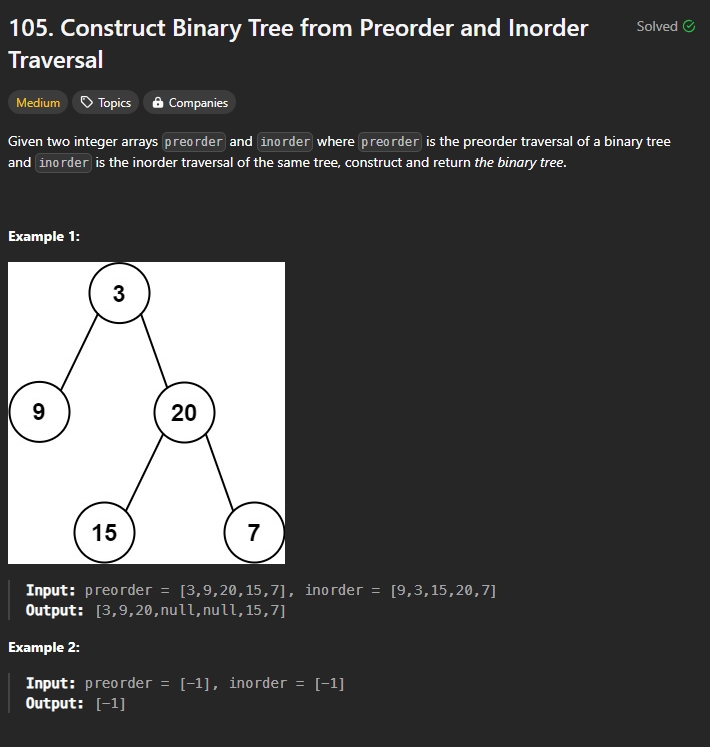 105. Construct Binary Tree from Preorder and Inorder
Solved
Traversal
Medium
Topics
Companies
Given two integer arrays preorder and inorder where preorder is the preorder traversal of a binary tree
and inorder is the inorder traversal of the same tree, construct and return the binary tree.
Example 1:
3
9
20
15
7
Input: preorder = [3,9,20,15,7], inorder = [9,3,15,20,7]
Output: [3,9,20,null,null,15,7]
Example 2:
Input: preorder = [-1], inorder = [-1]
Output: [-1]